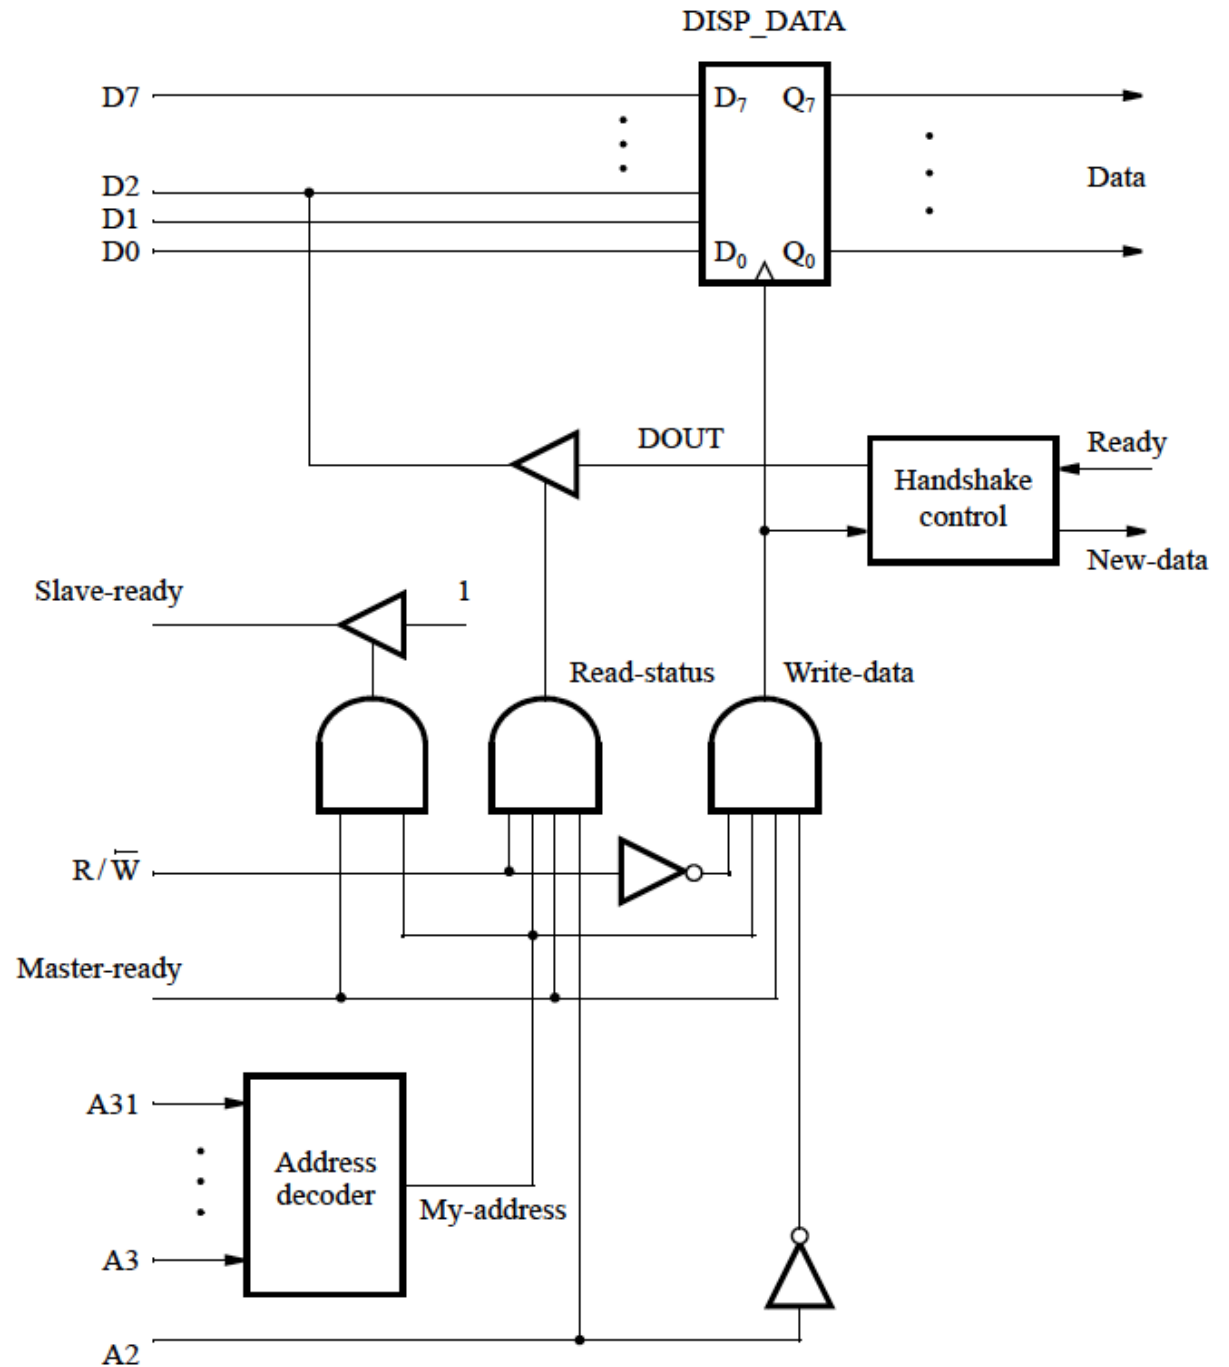 DISP_DATA
D7
D₇ Q₇
D2
Data
D1
D0
D₀ Q₀
DOUT
Ready
Handshake
control
New-data
Slave-ready
1
Read-status
Write-data
R/W̅
Master-ready
A31
Address
decoder
My-address
A3
A2